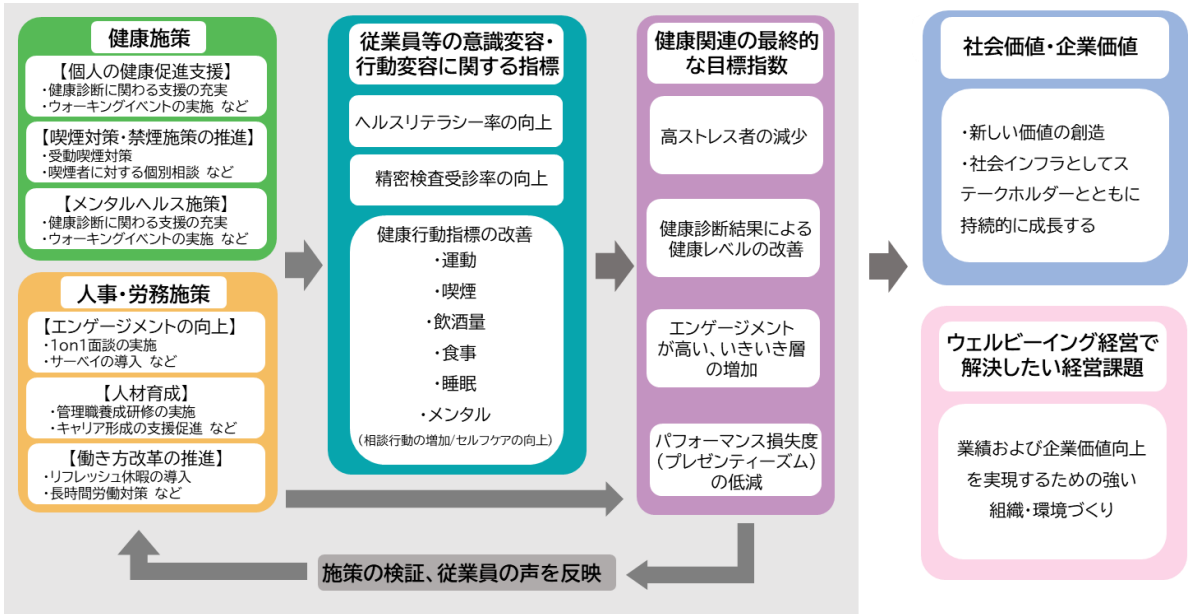 健康施策
【個人の健康促進支援】
・健康診断に関わる支援の充実
・ウォーキングイベントの実施 など
【喫煙対策・禁煙施策の推進】
・受動喫煙対策
・喫煙者に対する個別相談 など
【メンタルヘルス施策】
・健康診断に関わる支援の充実
・ウォーキングイベントの実施 など
人事・労務施策
【エンゲージメントの向上】
・1on1面談の実施
・サーベイの導入 など
【人材育成】
・管理職養成研修の実施
・キャリア形成の支援促進 など
【働き方改革の推進】
・リフレッシュ休暇の導入
・長時間労働対策 など
従業員等の意識変容・
行動変容に関する指標
ヘルスリテラシー率の向上
精密検査受診率の向上
健康行動指標の改善
・運動
・喫煙
・飲酒量
・食事
・睡眠
・メンタル
(相談行動の増加/セルフケアの向上)
健康関連の最終的
な目標指数
高ストレス者の減少
健康診断結果による
健康レベルの改善
エンゲージメント
が高い、いきいき層
の増加
パフォーマンス損失度
(プレゼンティーズム)
の低減
施策の検証、従業員の声を反映
社会価値・企業価値
・新しい価値の創造
・社会インフラとしてス
テークホルダーとともに
持続的に成長する
ウェルビーイング経営で
解決したい経営課題
業績および企業価値向上
を実現するための強い
組織・環境づくり